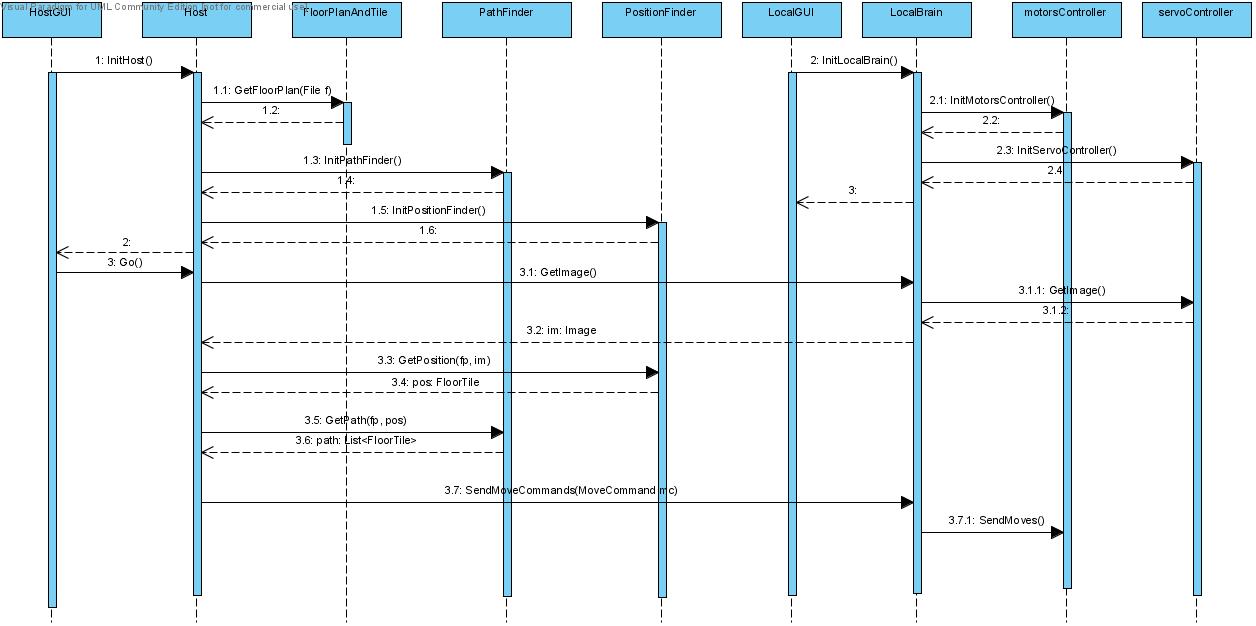 Visual Paradigm for UML Community Edition [not for commercial use]
HostGUI
Host
FloorPlanAndTile
PathFinder
PositionFinder
LocalGUI
LocalBrain
motorsController
servoController
1: InitHost()
2: InitLocalBrain()
1.1: GetFloorPlan(File f)
2.1: InitMotorsController()
1.2:
2.2:
1.3: InitPathFinder()
2.3: InitServoController()
1.4:
2.4:
3:
1.5: InitPositionFinder()
1.6:
2:
3: Go()
3.1: GetImage()
3.1.1: GetImage()
3.1.2:
3.2: im: Image
3.3: GetPosition(fp, im)
3.4: pos: FloorTile
3.5: GetPath(fp, pos)
3.6: path: List<FloorTile>
3.7: SendMoveCommands(MoveCommand mc)
3.7.1: SendMoves()